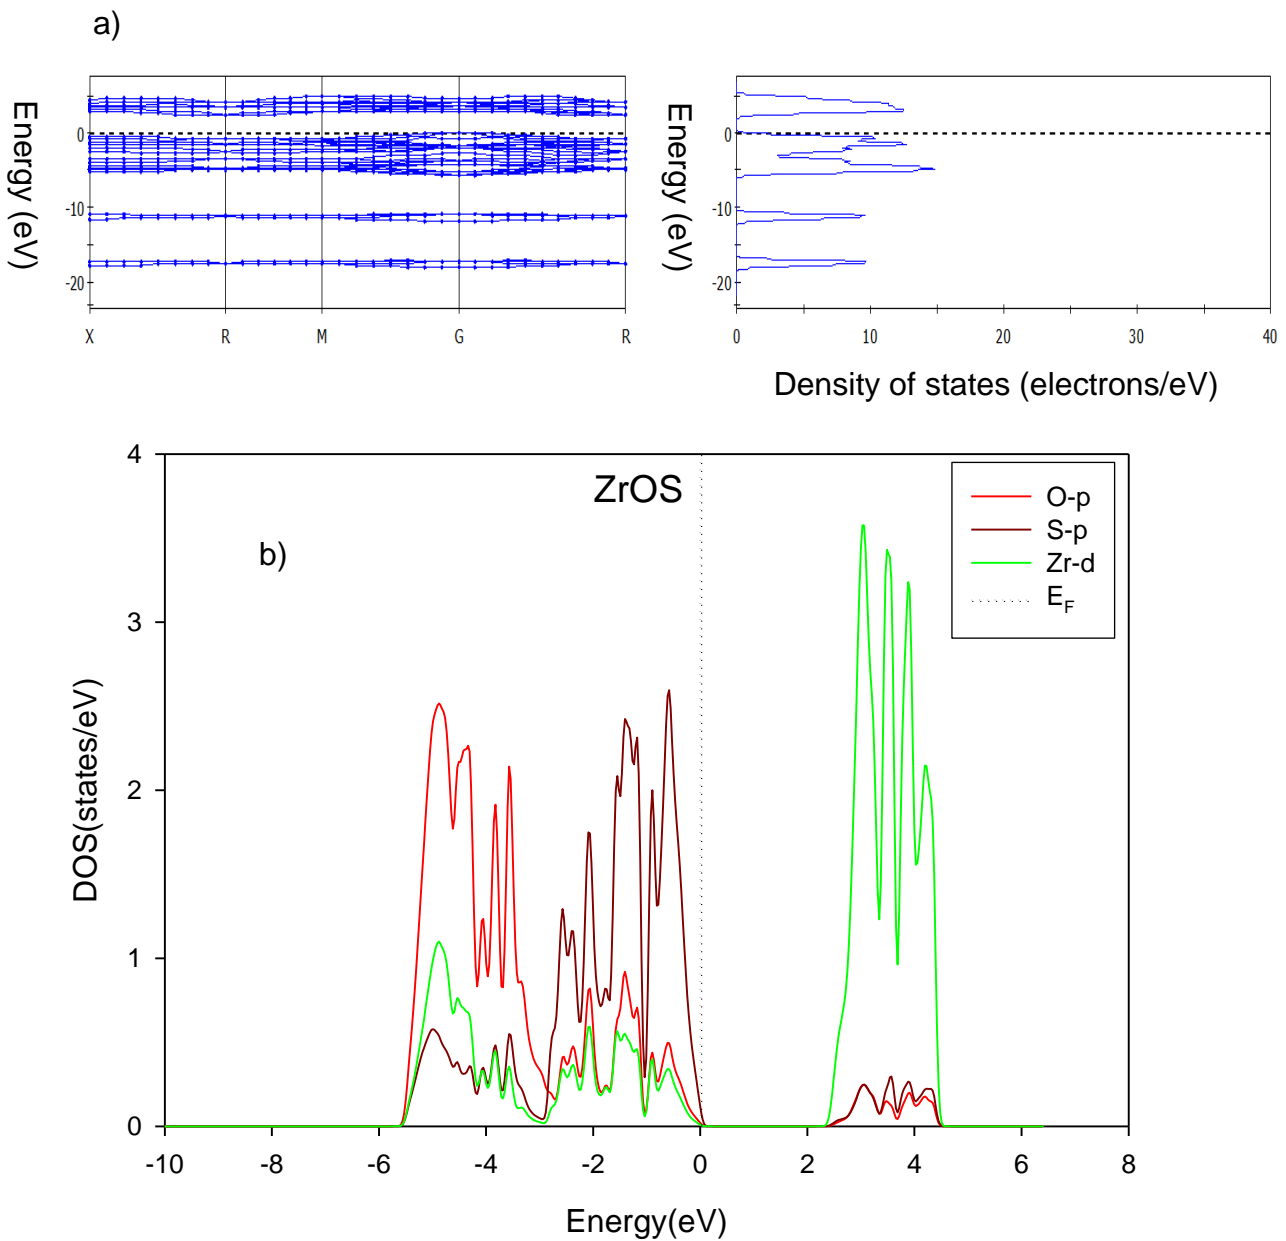 a)
Energy (eV)
0
-10
-20
X R M G R
Energy (eV)
0
-10
-20
0 10 20 30 40
Density of states (electrons/eV)
b)
ZrOS
O-p
S-p
Zr-d
E_F
DOS(states/eV)
4
3
2
1
0
-10 -8 -6 -4 -2 0 2 4 6 8
Energy(eV)